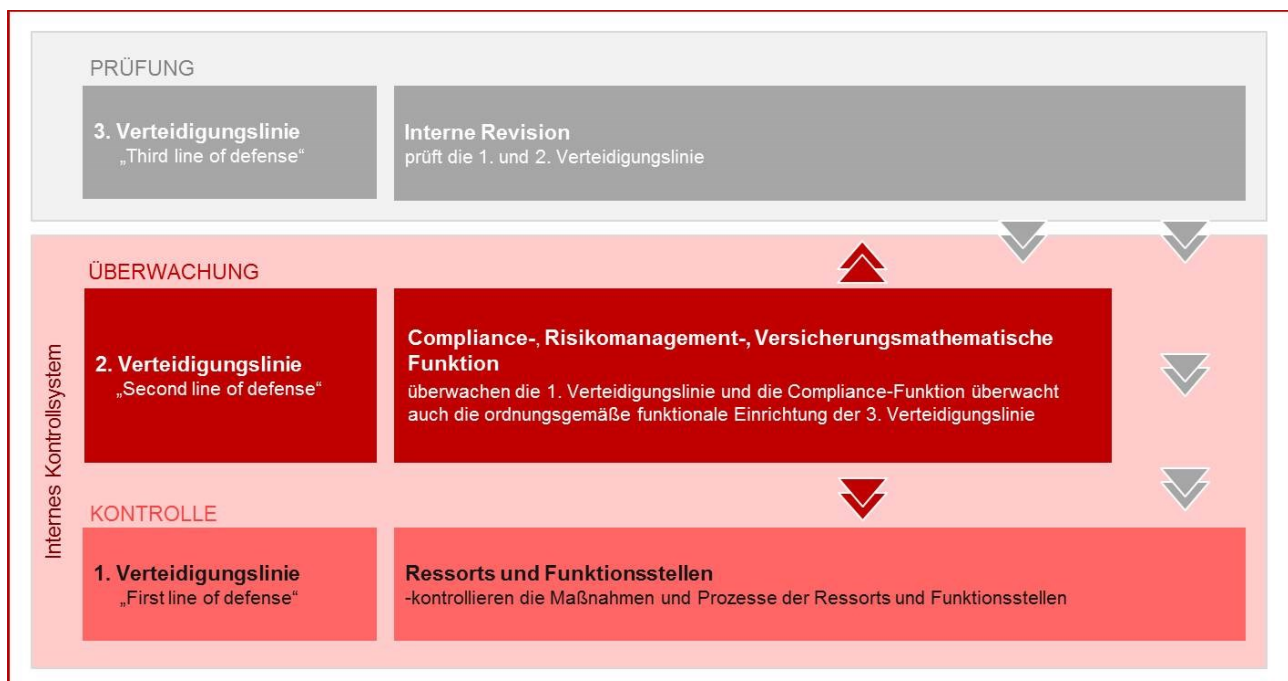 PRÜFUNG
3. Verteidigungslinie
„Third line of defense“
Interne Revision
prüft die 1. und 2. Verteidigungslinie
Internes Kontrollsystem
ÜBERWACHUNG
2. Verteidigungslinie
„Second line of defense“
Compliance-, Risikomanagement-, Versicherungsmathematische
Funktion
überwachen die 1. Verteidigungslinie und die Compliance-Funktion überwacht
auch die ordnungsgemäße funktionale Einrichtung der 3. Verteidigungslinie
KONTROLLE
1. Verteidigungslinie
„First line of defense“
Ressorts und Funktionsstellen
-kontrollieren die Maßnahmen und Prozesse der Ressorts und Funktionsstellen